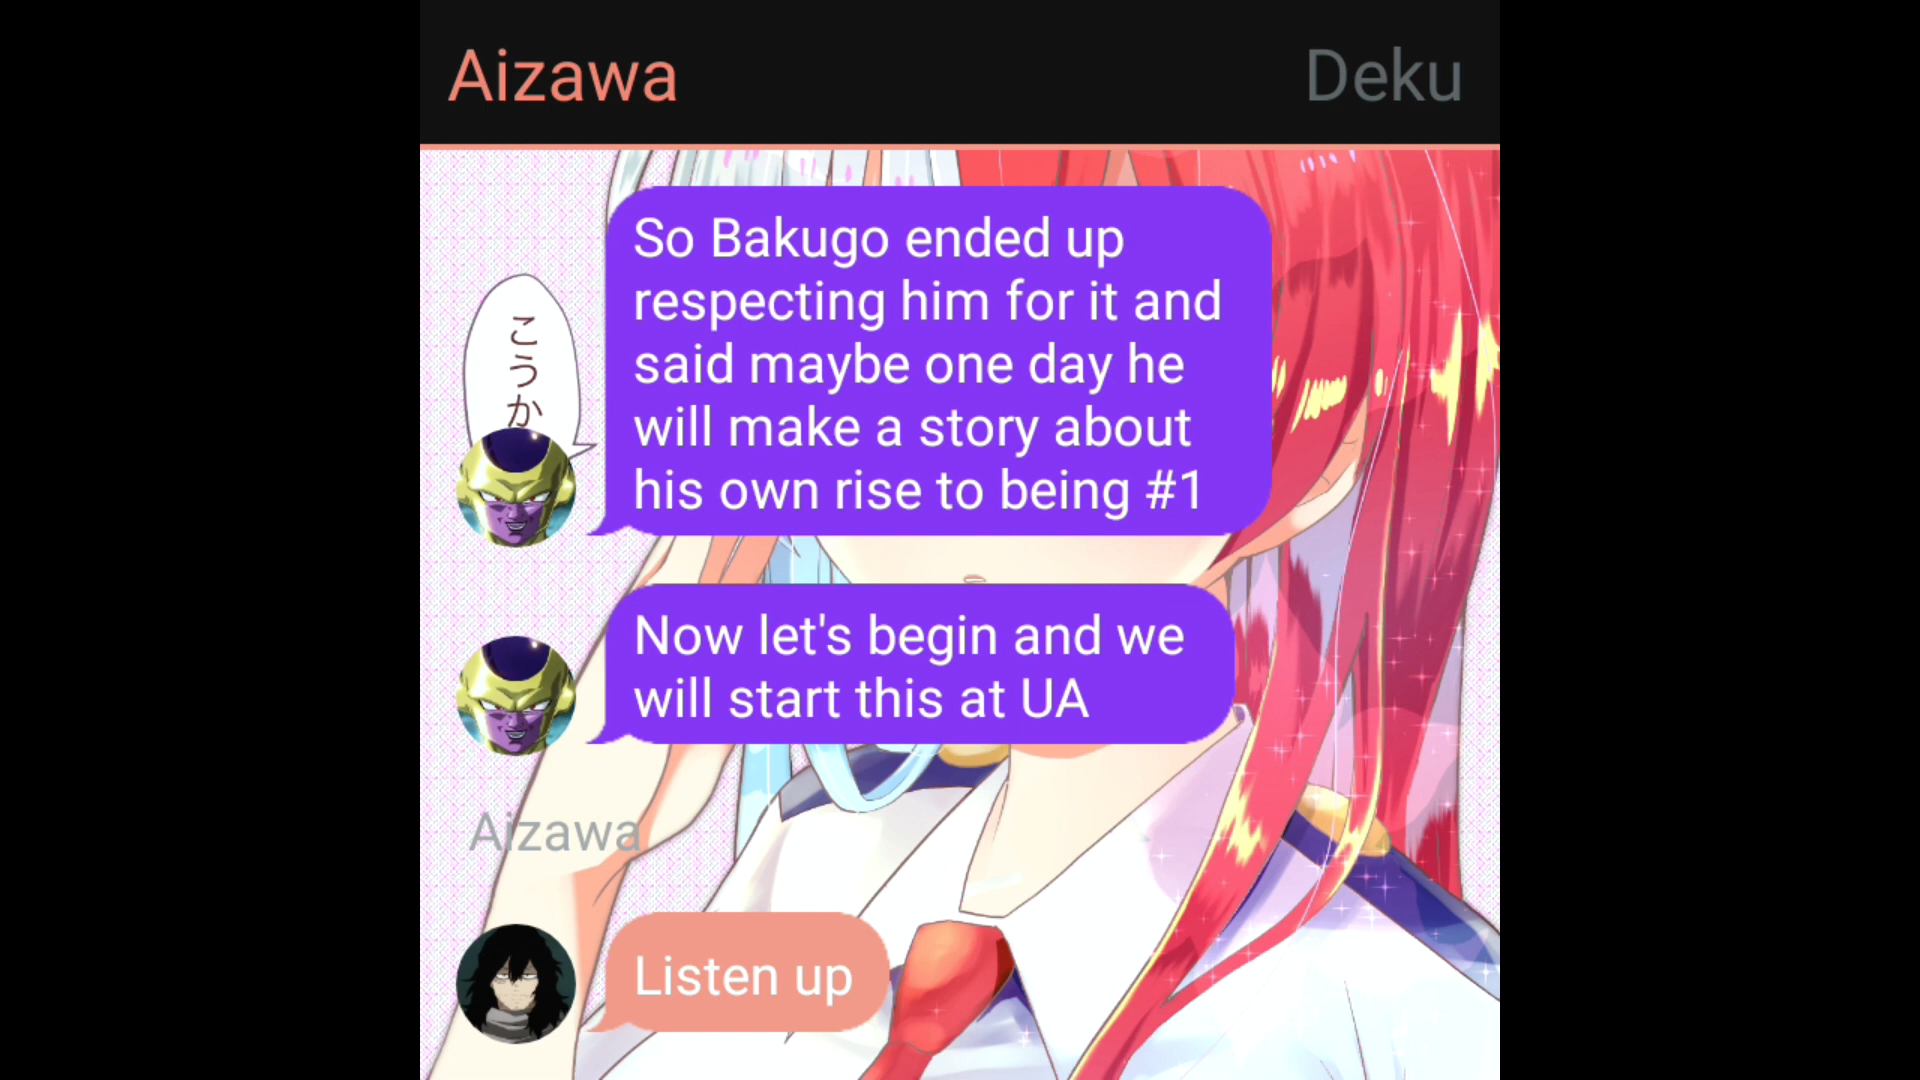 Aizawa
Deku
こうか
So Bakugo ended up
respecting him for it and
said maybe one day he
will make a story about
his own rise to being #1
Now let's begin and we
will start this at UA
Aizawa
Listen up